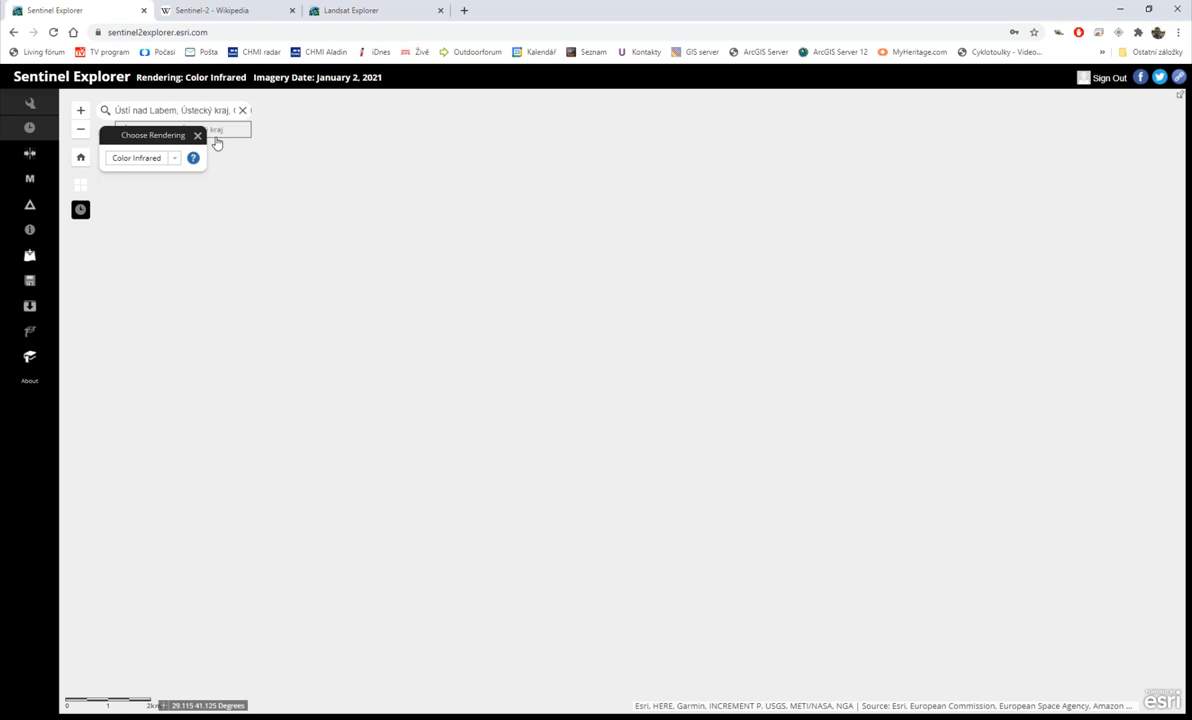 Sentinel Explorer
Sentinel-2 - Wikipedia
Landsat Explorer
sentinel2explorer.esri.com
Living fórum
TV program
Počasí
Pošta
CHMI radar
CHMI Aladin
iDnes
Živě
Outdoorforum
Kalendář
Seznam
Kontakty
GIS server
ArcGIS Server
ArcGIS Server 12
MyHeritage.com
Cyklotoulky - Video...
»
Ostatní záložky
Sentinel Explorer Rendering: Color Infrared Imagery Date: January 2, 2021
Sign Out
+
Ústí nad Labem, Ústecký kraj,
−
kraj
Choose Rendering
Color Infrared
?
M
About
0 1 2km
29.115 41.125 Degrees
Esri, HERE, Garmin, INCREMENT P, USGS, METI/NASA, NGA | Source: Esri, European Commission, European Space Agency, Amazon ...
POWERED BY
esri